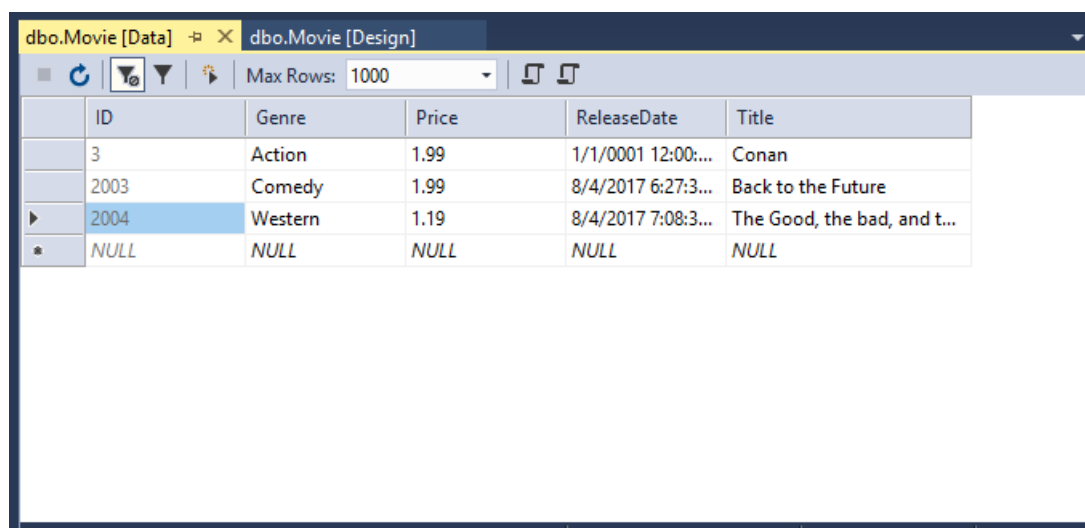 dbo.Movie [Data] dbo.Movie [Design]
Max Rows: 1000
ID Genre Price ReleaseDate Title
3 Action 1.99 1/1/0001 12:00:... Conan
2003 Comedy 1.99 8/4/2017 6:27:3... Back to the Future
2004 Western 1.19 8/4/2017 7:08:3... The Good, the bad, and t...
NULL NULL NULL NULL NULL